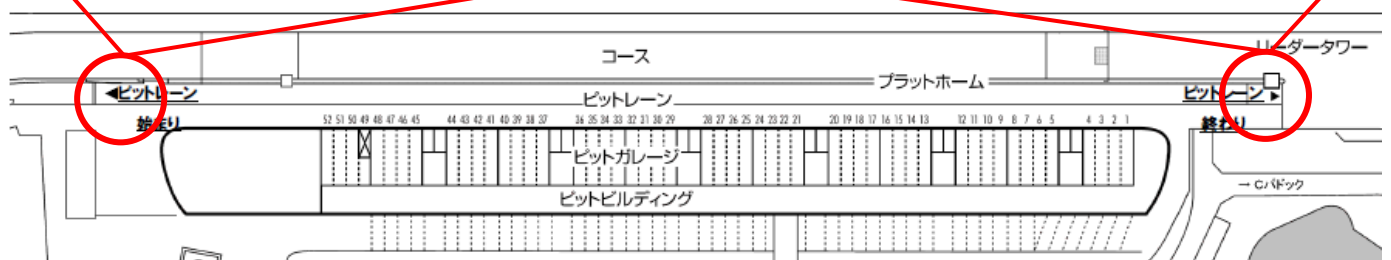 コース
リーダータワー
プラットホーム
◀ピットレーン
始まり
ピットレーン
ピットレーン▶
終わり
52 51 50 49 48 47 46 45 44 43 42 41 40 39 38 37 36 35 34 33 32 31 30 29 28 27 26 25 24 23 22 21 20 19 18 17 16 15 14 13 12 11 10 9 8 7 6 5 4 3 2 1
ピットガレージ
→ Cパドック
ピットビルディング